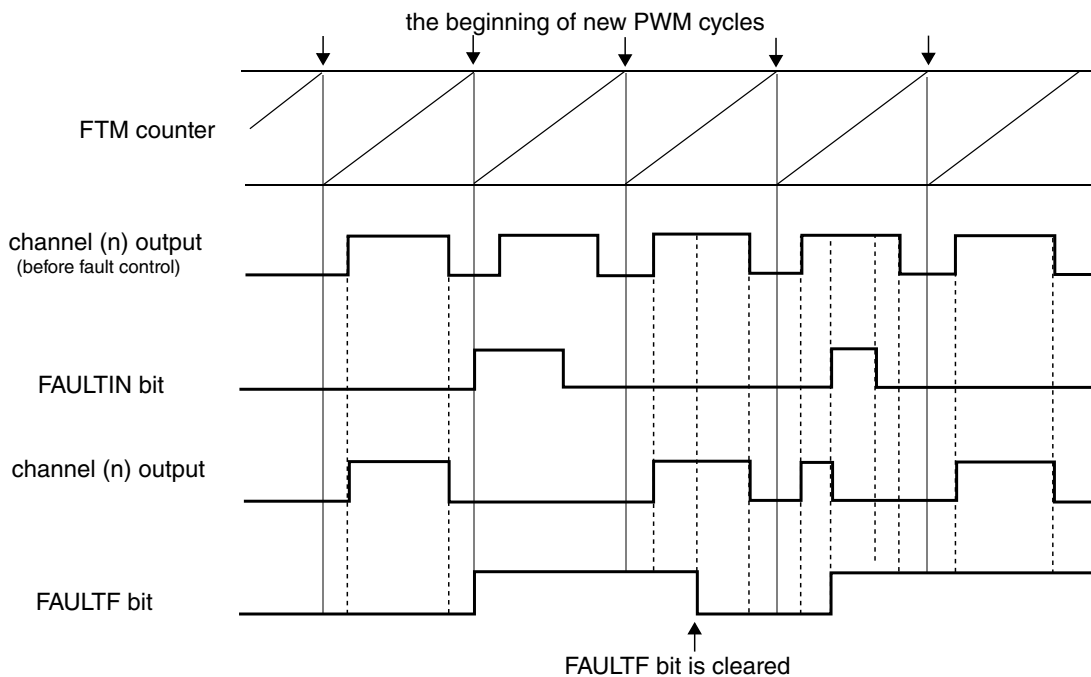 the beginning of new PWM cycles
FTM counter
channel (n) output
(before fault control)
FAULTIN bit
channel (n) output
FAULTF bit
FAULTF bit is cleared